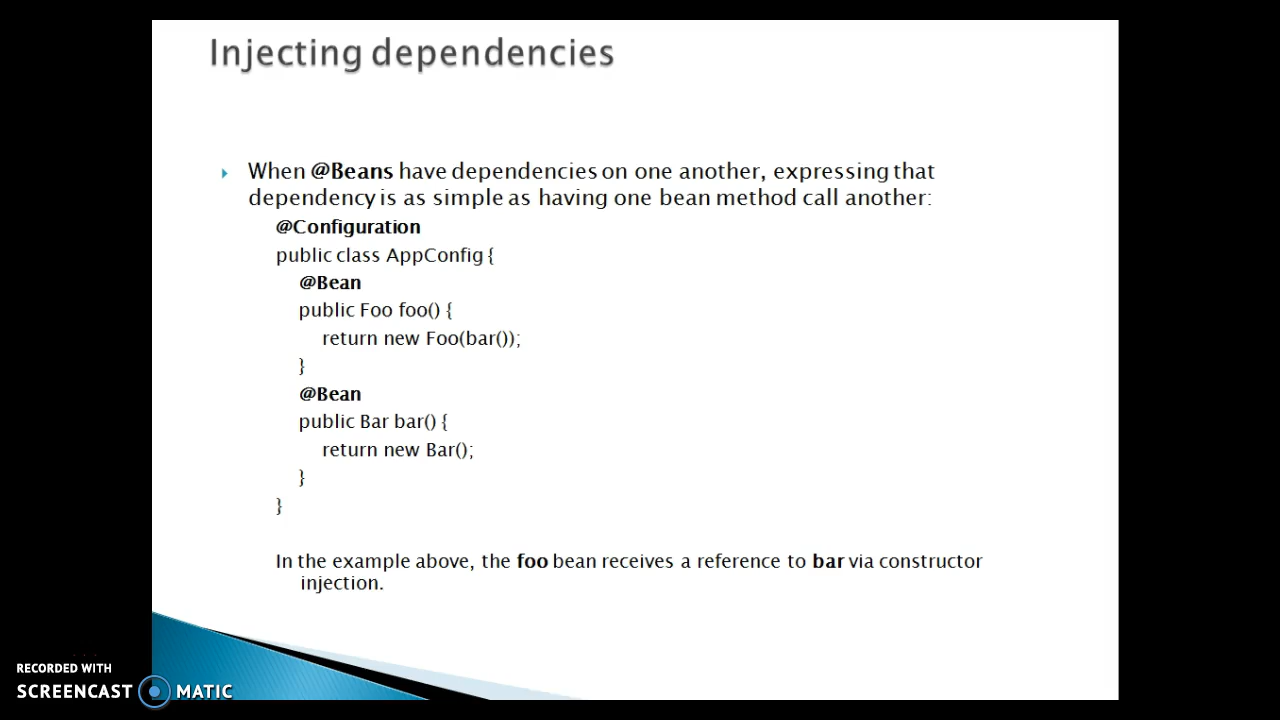 Injecting dependencies
When @Beans have dependencies on one another, expressing that
dependency is as simple as having one bean method call another:
@Configuration
public class AppConfig {
@Bean
public Foo foo() {
return new Foo(bar());
}
@Bean
public Bar bar() {
return new Bar();
}
}
In the example above, the foo bean receives a reference to bar via constructor
injection.
RECORDED WITH
SCREENCAST MATIC